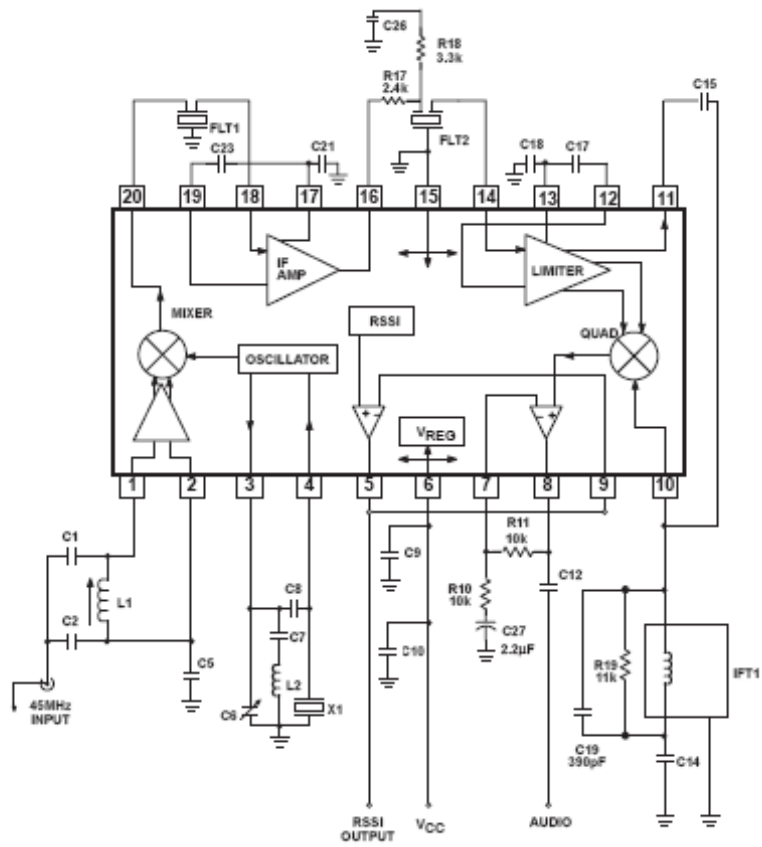 C26
R18
3.3k
R17
2.4k
C15
FLT1
FLT2
C23
C21
C18
C17
20
19
18
17
16
15
14
13
12
11
IF
AMP
LIMITER
MIXER
RSSI
QUAD
OSCILLATOR
+
−
VREG
−
+
1
2
3
4
5
6
7
8
9
10
C1
L1
C2
C5
45MHz
INPUT
C8
C7
L2
C6
X1
C9
C10
R11
10k
R10
10k
C12
C27
2.2µF
R19
11k
IFT1
C19
390pF
C14
RSSI
OUTPUT
VCC
AUDIO